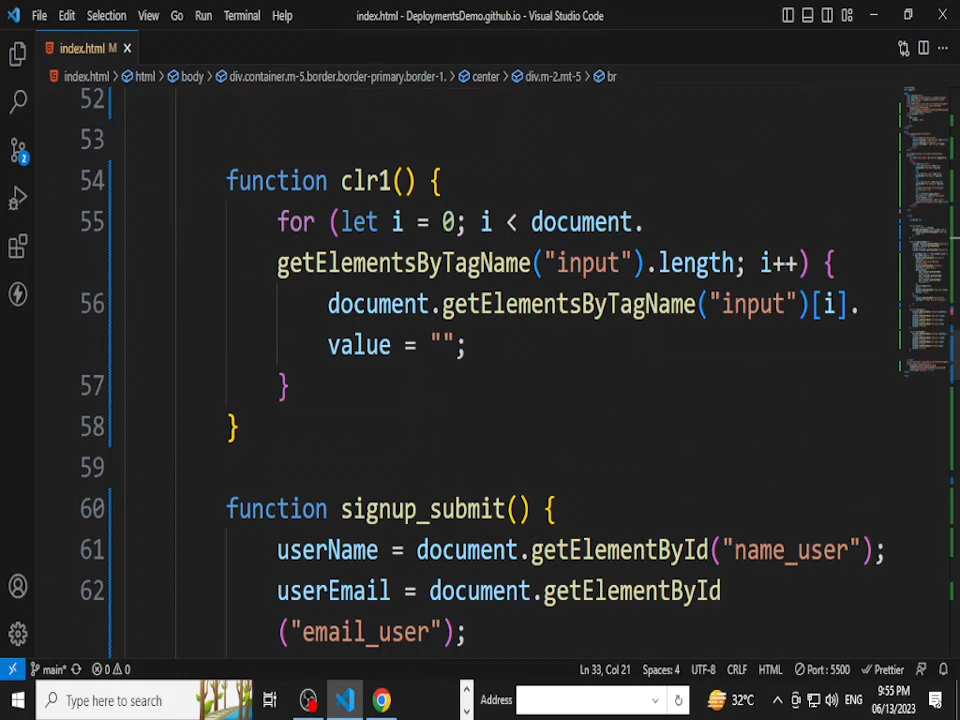 File Edit Selection View Go Run Terminal Help index.html - DeploymentsDemo.github.io - Visual Studio Code
index.html M
index.html > html > body > div.container.m-5.border.border-primary.border-1. > center > div.m-2.mt-5 > br
52
53
54 function clr1() {
55 for (let i = 0; i < document.
getElementsByTagName("input").length; i++) {
56 document.getElementsByTagName("input")[i].
value = "";
57 }
58 }
59
60 function signup_submit() {
61 userName = document.getElementById("name_user");
62 userEmail = document.getElementById
("email_user");
2
main* 0 0 Ln 33, Col 21 Spaces: 4 UTF-8 CRLF HTML Port : 5500 Prettier
Type here to search Address 32°C ENG 9:55 PM
06/13/2023